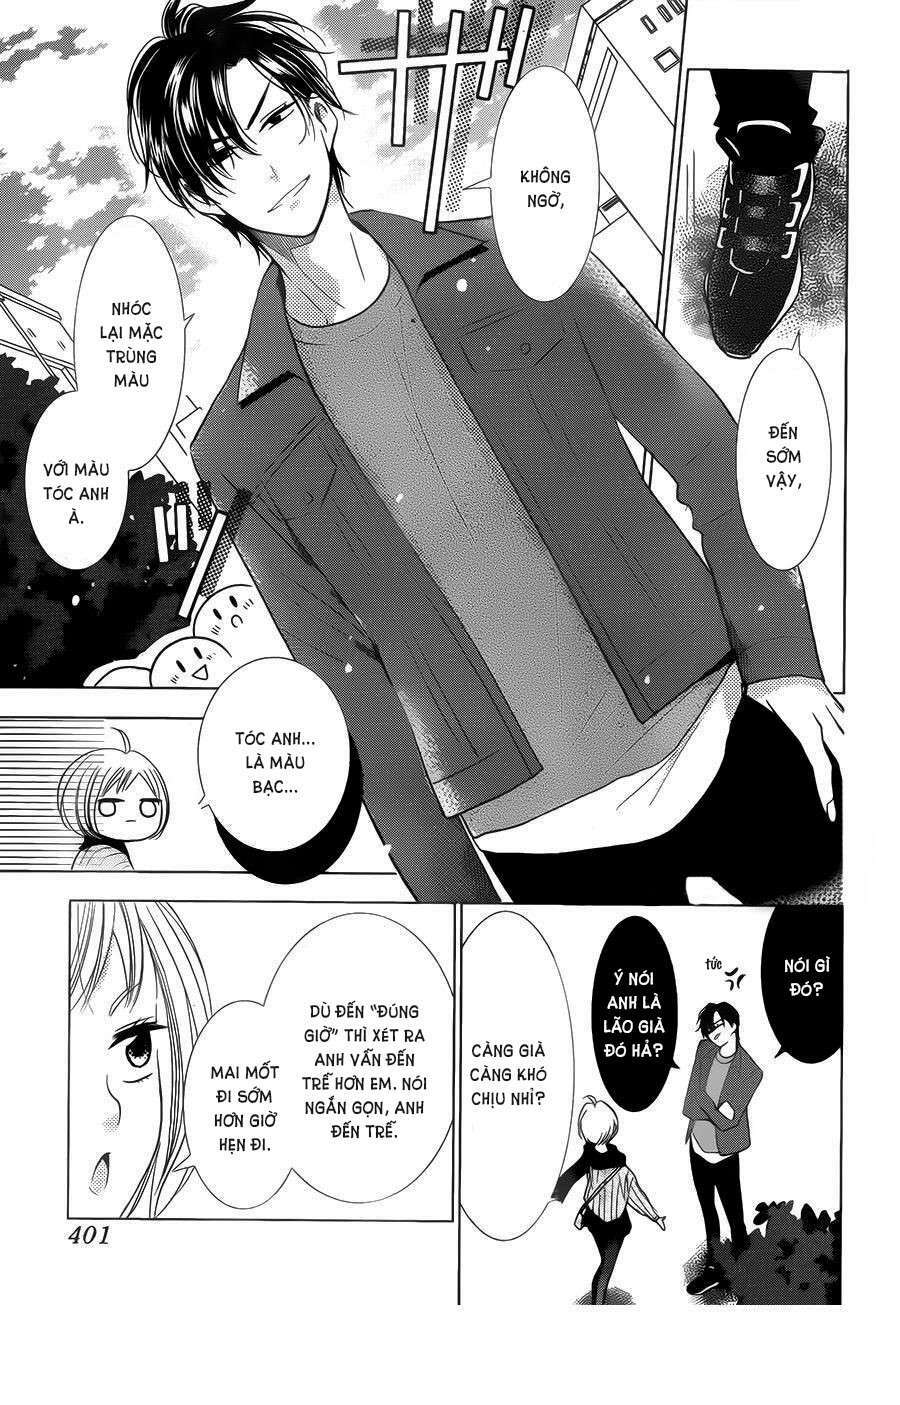 ĐẾN
SỚM
VẬY,
KHÔNG
NGỜ,
ザッ
NHÓC
LẠI MẶC
TRÙNG
MÀU
VỚI MÀU
TÓC ANH
À.
TÓC ANH...
LÀ MÀU
BẠC...
NÓI GÌ
ĐÓ?
tức
Ý NÓI
ANH LÀ
LÃO GIÀ
ĐÓ HẢ?
CÀNG GIÀ
CÀNG KHÓ
CHỊU NHỈ?
DÙ ĐẾN “ĐÚNG
GIỜ” THÌ XÉT RA
ANH VẪN ĐẾN
TRỄ HƠN EM. NÓI
NGẮN GỌN, ANH
ĐẾN TRỄ.
MAI MỐT
ĐI SỚM
HƠN GIỜ
HẸN ĐI.
401